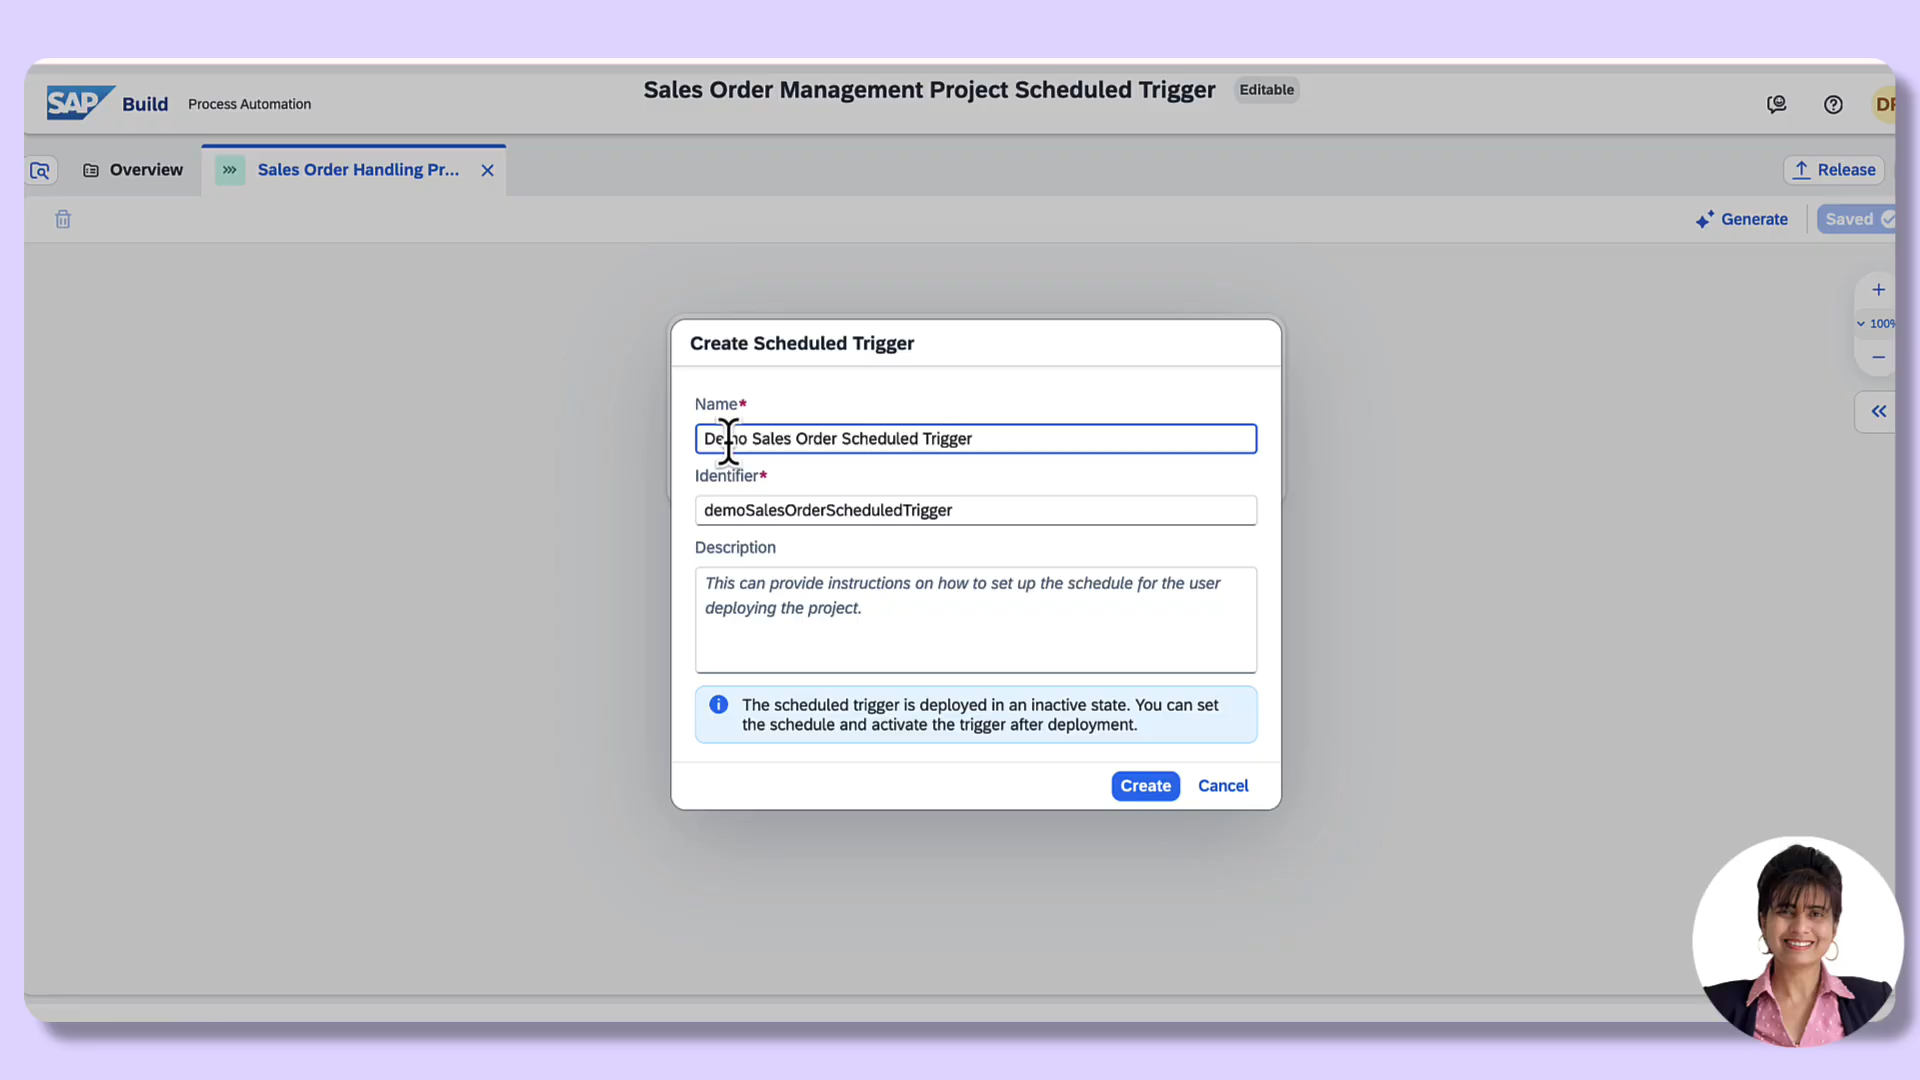 Sales Order Management Project Scheduled Trigger Editable
SAP Build Process Automation
Overview
Sales Order Handling Pr...
Release
Generate
Saved
100%
Create Scheduled Trigger
Name*
Demo Sales Order Scheduled Trigger
Identifier*
demoSalesOrderScheduledTrigger
Description
This can provide instructions on how to set up the schedule for the user
deploying the project.
The scheduled trigger is deployed in an inactive state. You can set
the schedule and activate the trigger after deployment.
Create Cancel